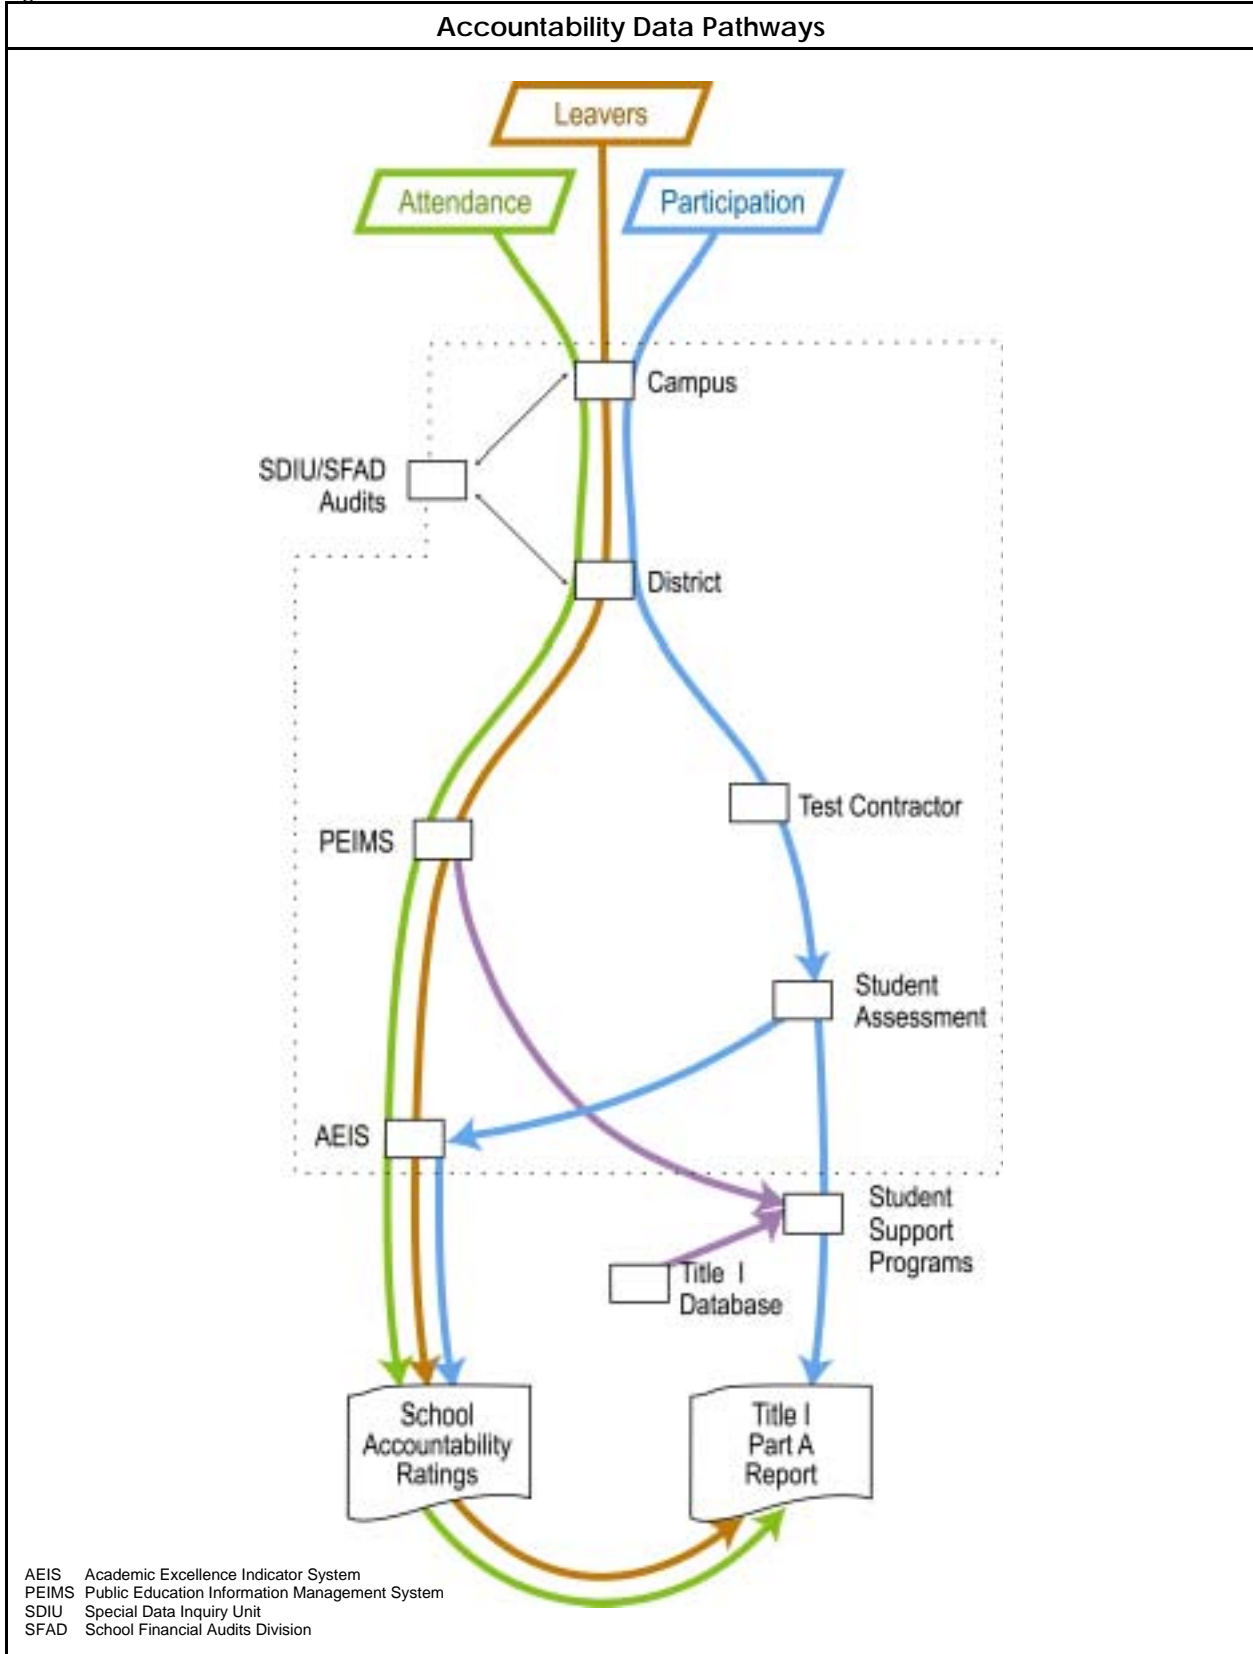 Accountability Data Pathways
Leavers
Attendance
Participation
Campus
SDIU/SFAD
Audits
District
Test Contractor
PEIMS
Student
Assessment
AEIS
Student
Support
Programs
Title I
Database
School
Accountability
Ratings
Title I
Part A
Report
AEIS Academic Excellence Indicator System
PEIMS Public Education Information Management System
SDIU Special Data Inquiry Unit
SFAD School Financial Audits Division